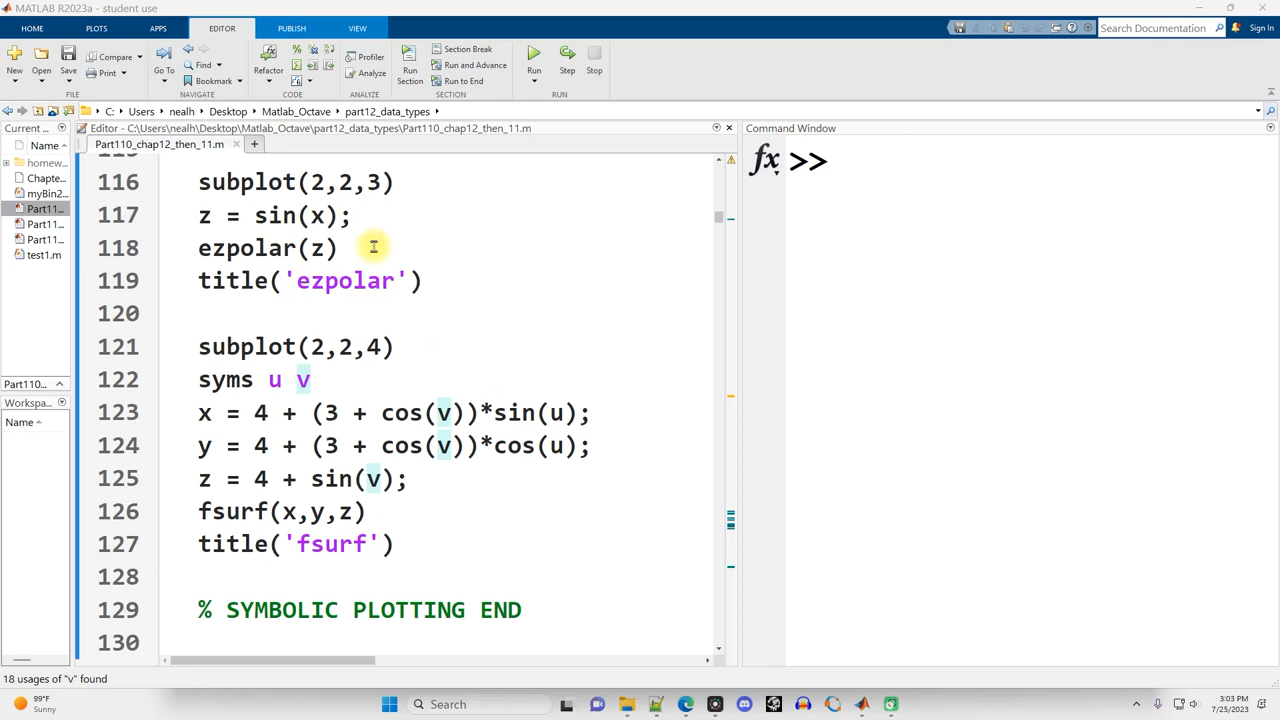 MATLAB R2023a - student use
HOME PLOTS APPS EDITOR PUBLISH VIEW Search Documentation Sign In
New Open Save Compare Print Go To Find Bookmark Refactor Profiler Analyze Run Section Section Break Run and Advance Run to End Run Step Stop
FILE NAVIGATE CODE ANALYZE SECTION RUN
C: Users nealh Desktop Matlab_Octave part12_data_types
Current ... Editor - C:\Users\nealh\Desktop\Matlab_Octave\part12_data_types\Part110_chap12_then_11.m Command Window
Name Part110_chap12_then_11.m +
homew...
Chapte...
myBin2...
Part11...
Part11...
Part11...
test1.m
Part110...
Workspa...
Name
fx >>
115
116 subplot(2,2,3)
117 z = sin(x);
118 ezpolar(z)
119 title('ezpolar')
120
121 subplot(2,2,4)
122 syms u v
123 x = 4 + (3 + cos(v))*sin(u);
124 y = 4 + (3 + cos(v))*cos(u);
125 z = 4 + sin(v);
126 fsurf(x,y,z)
127 title('fsurf')
128
129 % SYMBOLIC PLOTTING END
130
18 usages of "v" found
99°F
Sunny
Search
3:03 PM
7/25/2023